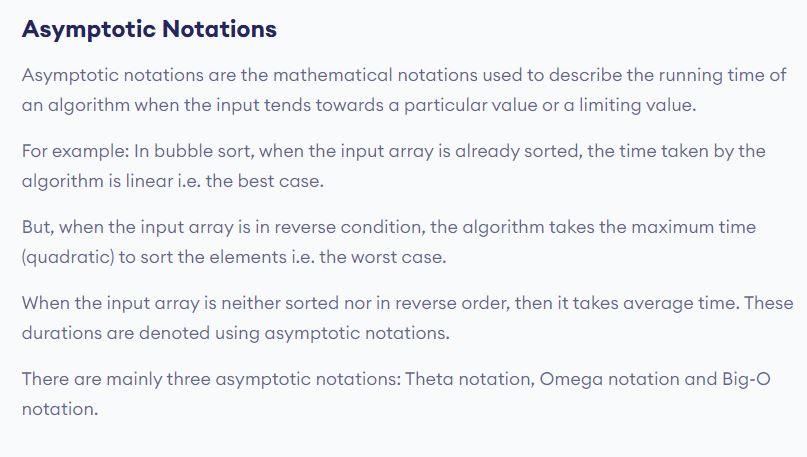 Asymptotic Notations
Asymptotic notations are the mathematical notations used to describe the running time of
an algorithm when the input tends towards a particular value or a limiting value.
For example: In bubble sort, when the input array is already sorted, the time taken by the
algorithm is linear i.e. the best case.
But, when the input array is in reverse condition, the algorithm takes the maximum time
(quadratic) to sort the elements i.e. the worst case.
When the input array is neither sorted nor in reverse order, then it takes average time. These
durations are denoted using asymptotic notations.
There are mainly three asymptotic notations: Theta notation, Omega notation and Big-O
notation.